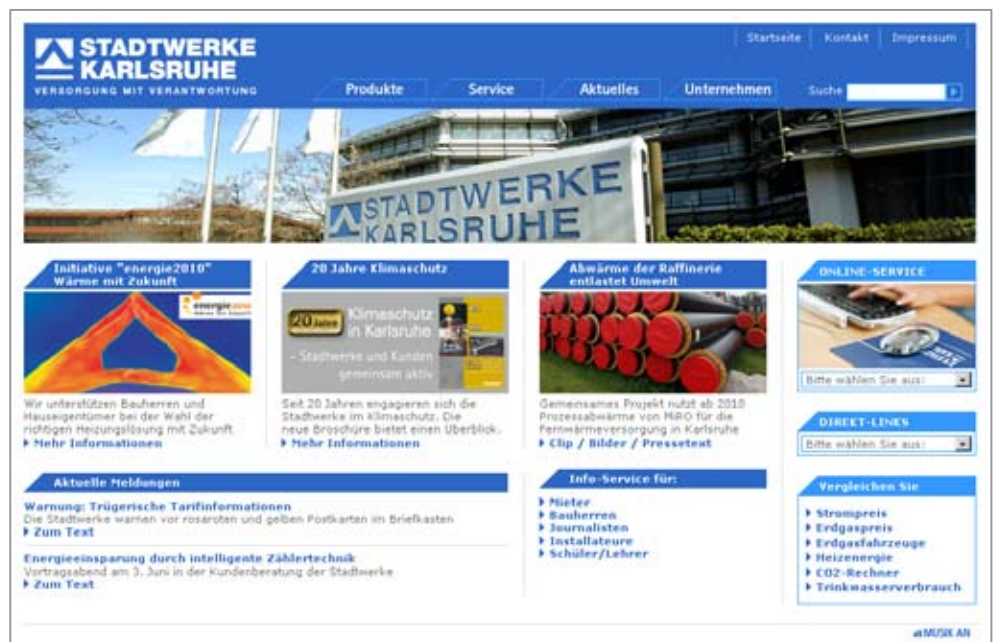 STADTWERKE
KARLSRUHE
VERSORGUNG MIT VERANTWORTUNG
Startseite Kontakt Impressum
Produkte Service Aktuelles Unternehmen Suche
STADTWERKE
KARLSRUHE
Initiative "energie2010"
Wärme mit Zukunft
Wir unterstützen Bauherren und
Hauseigentümer bei der Wahl der
richtigen Heizungslösung mit Zukunft
Mehr Informationen
20 Jahre Klimaschutz
20 Jahre Klimaschutz
in Karlsruhe
– Stadtwerke und Kunden
gemeinsam aktiv
Seit 20 Jahren engagieren sich die
Stadtwerke im Klimaschutz. Die
neue Broschüre bietet einen Überblick.
Mehr Informationen
Abwärme der Raffinerie
entlastet Umwelt
Gemeinsames Projekt nutzt ab 2010
Prozessabwärme von MiRO für die
Fernwärmeversorgung in Karlsruhe
Clip / Bilder / Pressetext
ONLINE-SERVICE
Bitte wählen Sie aus:
DIREKT-LINKS
Bitte wählen Sie aus:
Aktuelle Meldungen
Warnung: Trügerische Tarifinformationen
Die Stadtwerke warnen vor rosaroten und gelben Postkarten im Briefkasten
Zum Text
Energieeinsparung durch intelligente Zählertechnik
Vortragsabend am 3. Juni in der Kundenberatung der Stadtwerke
Zum Text
Info-Service für:
Mieter
Bauherren
Journalisten
Installateure
Schüler/Lehrer
Vergleichen Sie
Strompreis
Erdgaspreis
Erdgasfahrzeuge
Heizenergie
CO2-Rechner
Trinkwasserverbrauch
MUSIK AN